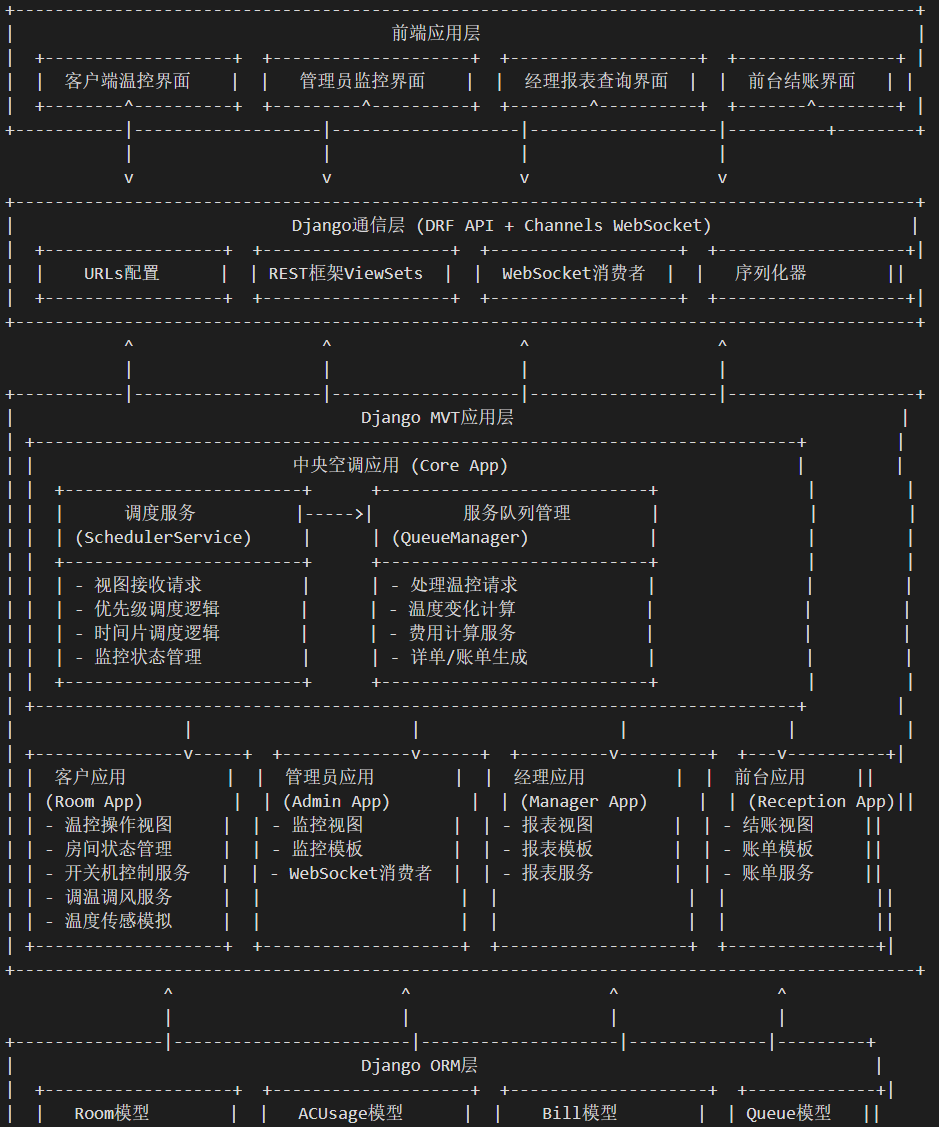 前端应用层
客户端温控界面 管理员监控界面 经理报表查询界面 前台结账界面
Django通信层 (DRF API + Channels WebSocket)
URLs配置 REST框架ViewSets WebSocket消费者 序列化器
Django MVT应用层
中央空调应用 (Core App)
调度服务 服务队列管理
(SchedulerService) (QueueManager)
- 视图接收请求 - 处理温控请求
- 优先级调度逻辑 - 温度变化计算
- 时间片调度逻辑 - 费用计算服务
- 监控状态管理 - 详单/账单生成
客户应用 管理员应用 经理应用 前台应用
(Room App) (Admin App) (Manager App) (Reception App)
- 温控操作视图 - 监控视图 - 报表视图 - 结账视图
- 房间状态管理 - 监控模板 - 报表模板 - 账单模板
- 开关机控制服务 - WebSocket消费者 - 报表服务 - 账单服务
- 调温调风服务
- 温度传感模拟
Django ORM层
Room模型 ACUsage模型 Bill模型 Queue模型